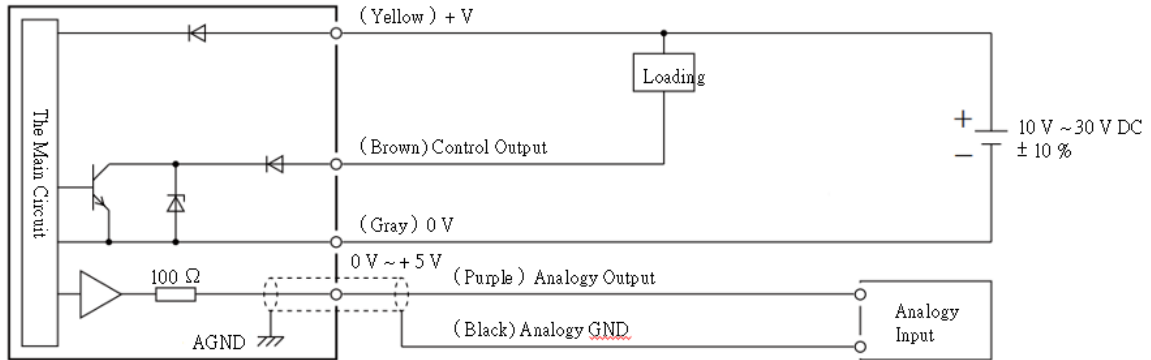 (Yellow) + V
Loading
The Main Circuit
+
10 V ~ 30 V DC
−
± 10 %
(Brown) Control Output
(Gray) 0 V
0 V ~ + 5 V
100 Ω
(Purple) Analogy Output
Analogy
Input
(Black) Analogy GND
AGND